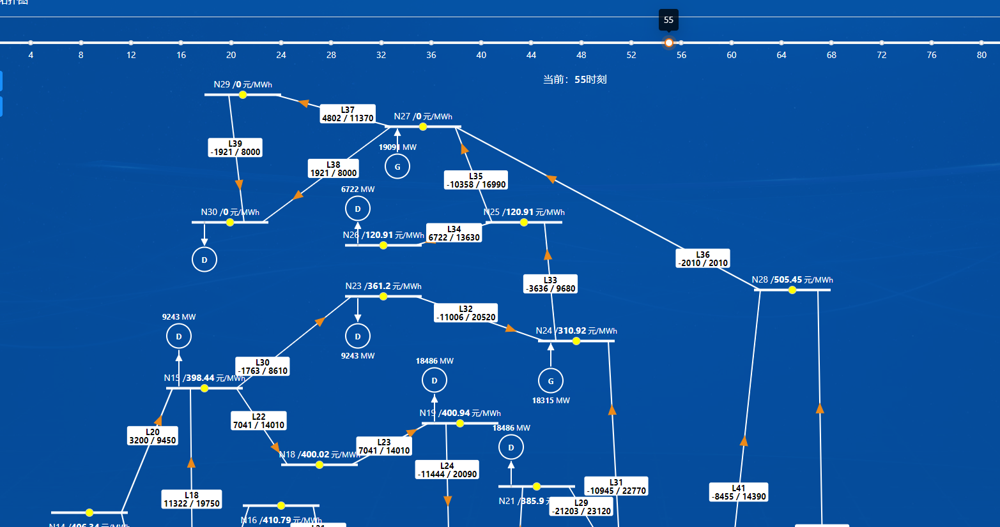 55
4 8 12 16 20 24 28 32 36 40 44 48 52 56 60 64 68 72 76 80
当前：55时刻
N29 /0 元/MWh
L37
4802 / 11370
N27 /0 元/MWh
L39
-1921 / 8000
19091 MW
G
L38
1921 / 8000
L35
-10358 / 16990
6722 MW
D
N30 /0 元/MWh
N25 /120.91 元/MWh
L34
6722 / 13630
N26 /120.91 元/MWh
D
L36
-2010 / 2010
L33
-3636 / 9680
N28 /505.45 元/MWh
N23 /361.2 元/MWh
L32
-11006 / 20520
9243 MW
D
D
9243 MW
N24 /310.92 元/MWh
L30
-1763 / 8610
18486 MW
D
N15 /398.44 元/MWh
G
18315 MW
L22
7041 / 14010
N19 /400.94 元/MWh
18486 MW
D
L20
3200 / 9450
L23
7041 / 14010
N18 /400.02 元/MWh
L24
-11444 / 20090
L31
-10945 / 22770
L41
-8455 / 14390
L18
11322 / 19750
N21 /385.9
L29
-21203 / 23120
N16 /410.79 元/MWh